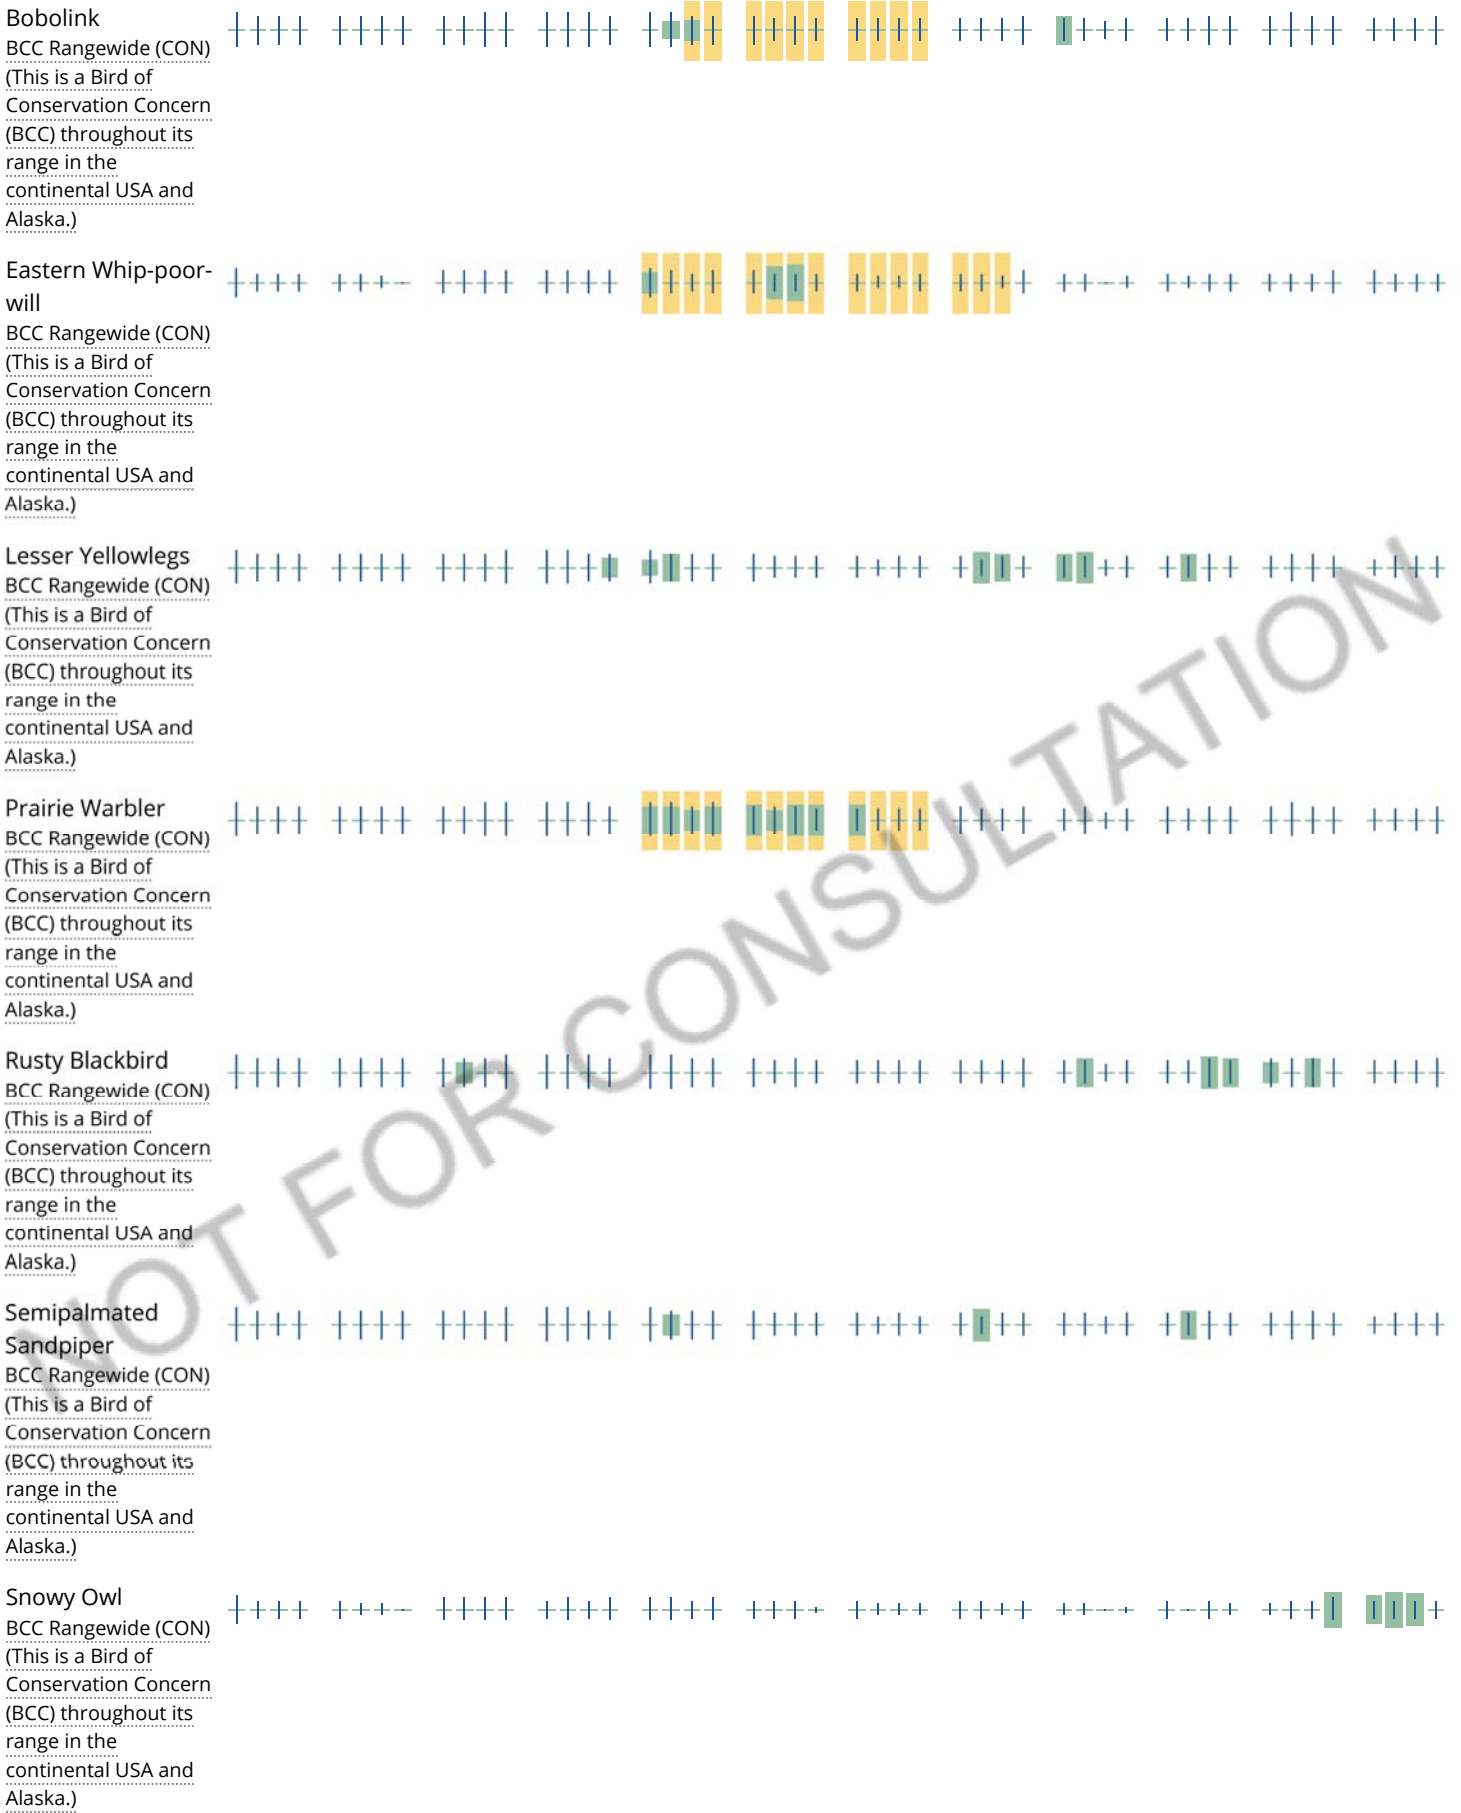 Bobolink
BCC Rangewide (CON)
(This is a Bird of
Conservation Concern
(BCC) throughout its
range in the
continental USA and
Alaska.)
Eastern Whip-poor-
will
BCC Rangewide (CON)
(This is a Bird of
Conservation Concern
(BCC) throughout its
range in the
continental USA and
Alaska.)
Lesser Yellowlegs
BCC Rangewide (CON)
(This is a Bird of
Conservation Concern
(BCC) throughout its
range in the
continental USA and
Alaska.)
Prairie Warbler
BCC Rangewide (CON)
(This is a Bird of
Conservation Concern
(BCC) throughout its
range in the
continental USA and
Alaska.)
Rusty Blackbird
BCC Rangewide (CON)
(This is a Bird of
Conservation Concern
(BCC) throughout its
range in the
continental USA and
Alaska.)
Semipalmated
Sandpiper
BCC Rangewide (CON)
(This is a Bird of
Conservation Concern
(BCC) throughout its
range in the
continental USA and
Alaska.)
Snowy Owl
BCC Rangewide (CON)
(This is a Bird of
Conservation Concern
(BCC) throughout its
range in the
continental USA and
Alaska.)
NOT FOR CONSULTATION